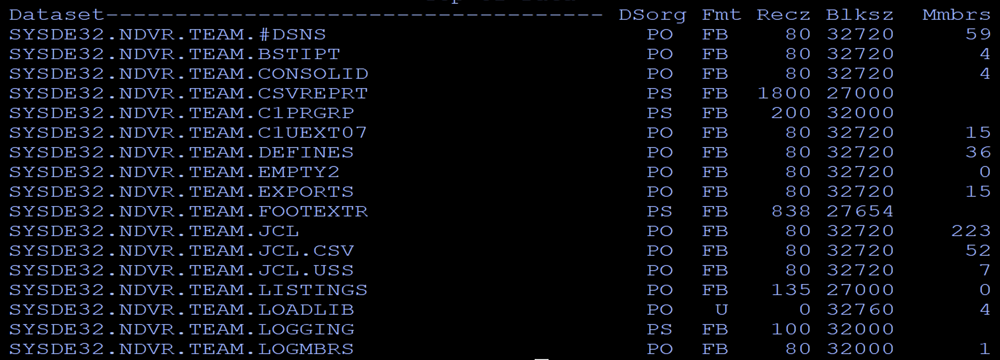 Dataset------------------------------------ DSorg Fmt Recz Blksz Mmbrs
SYSDE32.NDVR.TEAM.#DSNS PO FB 80 32720 59
SYSDE32.NDVR.TEAM.BSTIPT PO FB 80 32720 4
SYSDE32.NDVR.TEAM.CONSOLID PO FB 80 32720 4
SYSDE32.NDVR.TEAM.CSVREPRT PS FB 1800 27000
SYSDE32.NDVR.TEAM.C1PRGRP PS FB 200 32000
SYSDE32.NDVR.TEAM.C1UEXT07 PO FB 80 32720 15
SYSDE32.NDVR.TEAM.DEFINES PO FB 80 32720 36
SYSDE32.NDVR.TEAM.EMPTY2 PO FB 80 32720 0
SYSDE32.NDVR.TEAM.EXPORTS PO FB 80 32720 15
SYSDE32.NDVR.TEAM.FOOTEXTR PS FB 838 27654
SYSDE32.NDVR.TEAM.JCL PO FB 80 32720 223
SYSDE32.NDVR.TEAM.JCL.CSV PO FB 80 32720 52
SYSDE32.NDVR.TEAM.JCL.USS PO FB 80 32720 7
SYSDE32.NDVR.TEAM.LISTINGS PO FB 135 27000 0
SYSDE32.NDVR.TEAM.LOADLIB PO U 0 32760 4
SYSDE32.NDVR.TEAM.LOGGING PS FB 100 32000
SYSDE32.NDVR.TEAM.LOGMBRS PO FB 80 32000 1